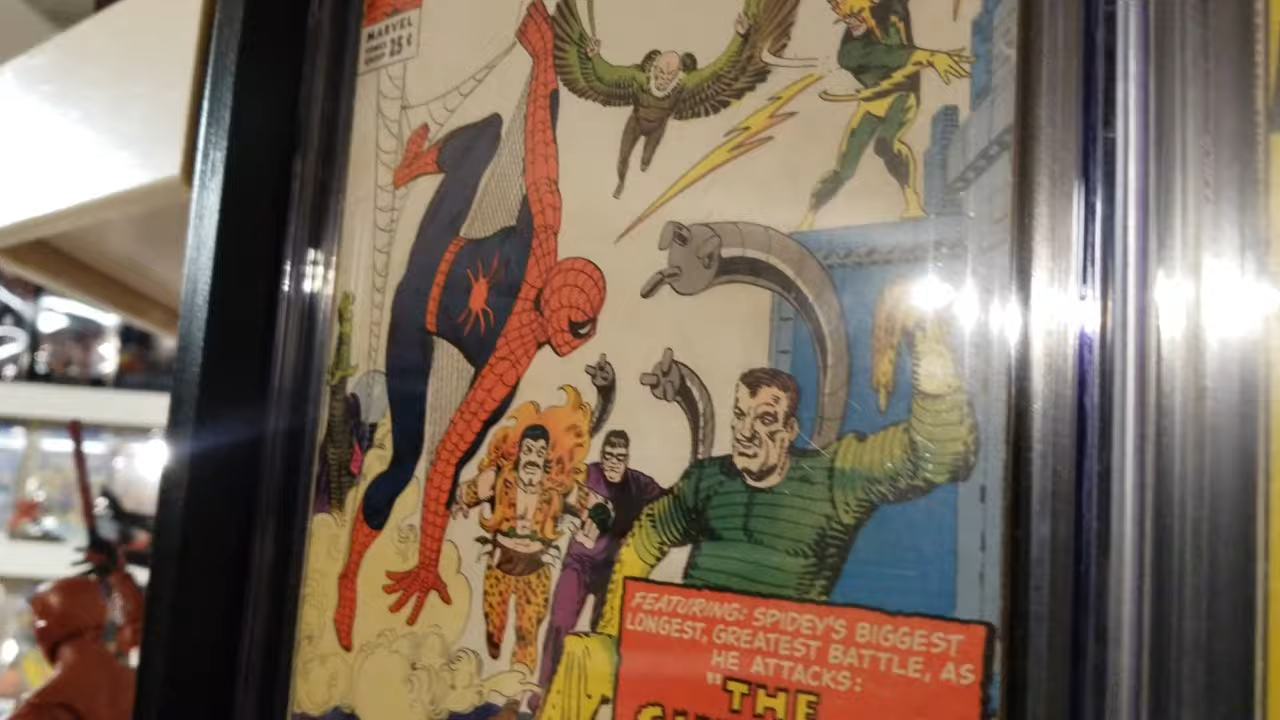 MARVEL
COMICS
GROUP
25¢
FEATURING: SPIDEY'S BIGGEST
LONGEST, GREATEST BATTLE, AS
HE ATTACKS:
"THE